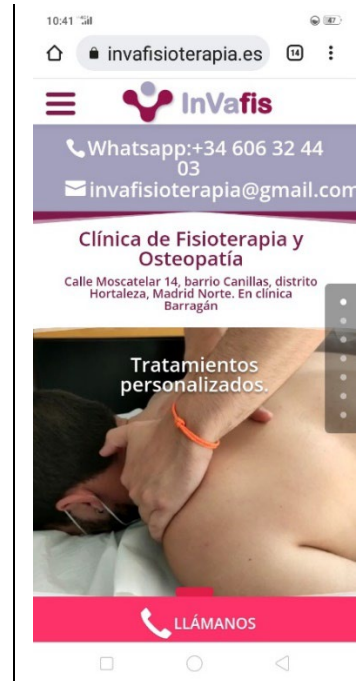 10:41
47
invafisioterapia.es
14
InVafis
Whatsapp:+34 606 32 44
03
invafisioterapia@gmail.com
Clínica de Fisioterapia y
Osteopatía
Calle Moscatelar 14, barrio Canillas, distrito
Hortaleza, Madrid Norte. En clínica
Barragán
Tratamientos
personalizados.
LLÁMANOS